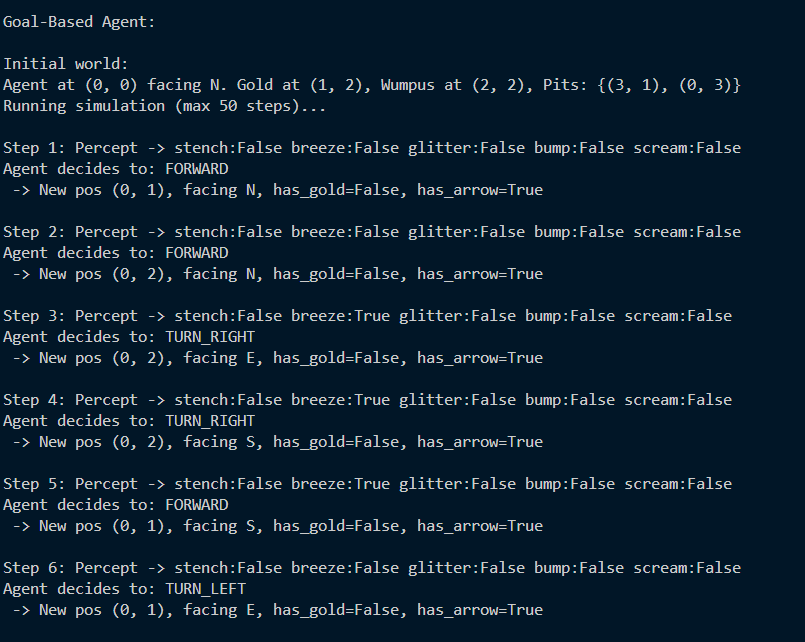 Goal-Based Agent:
Initial world:
Agent at (0, 0) facing N. Gold at (1, 2), Wumpus at (2, 2), Pits: {(3, 1), (0, 3)}
Running simulation (max 50 steps)...
Step 1: Percept -> stench:False breeze:False glitter:False bump:False scream:False
Agent decides to: FORWARD
-> New pos (0, 1), facing N, has_gold=False, has_arrow=True
Step 2: Percept -> stench:False breeze:False glitter:False bump:False scream:False
Agent decides to: FORWARD
-> New pos (0, 2), facing N, has_gold=False, has_arrow=True
Step 3: Percept -> stench:False breeze:True glitter:False bump:False scream:False
Agent decides to: TURN_RIGHT
-> New pos (0, 2), facing E, has_gold=False, has_arrow=True
Step 4: Percept -> stench:False breeze:True glitter:False bump:False scream:False
Agent decides to: TURN_RIGHT
-> New pos (0, 2), facing S, has_gold=False, has_arrow=True
Step 5: Percept -> stench:False breeze:True glitter:False bump:False scream:False
Agent decides to: FORWARD
-> New pos (0, 1), facing S, has_gold=False, has_arrow=True
Step 6: Percept -> stench:False breeze:False glitter:False bump:False scream:False
Agent decides to: TURN_LEFT
-> New pos (0, 1), facing E, has_gold=False, has_arrow=True